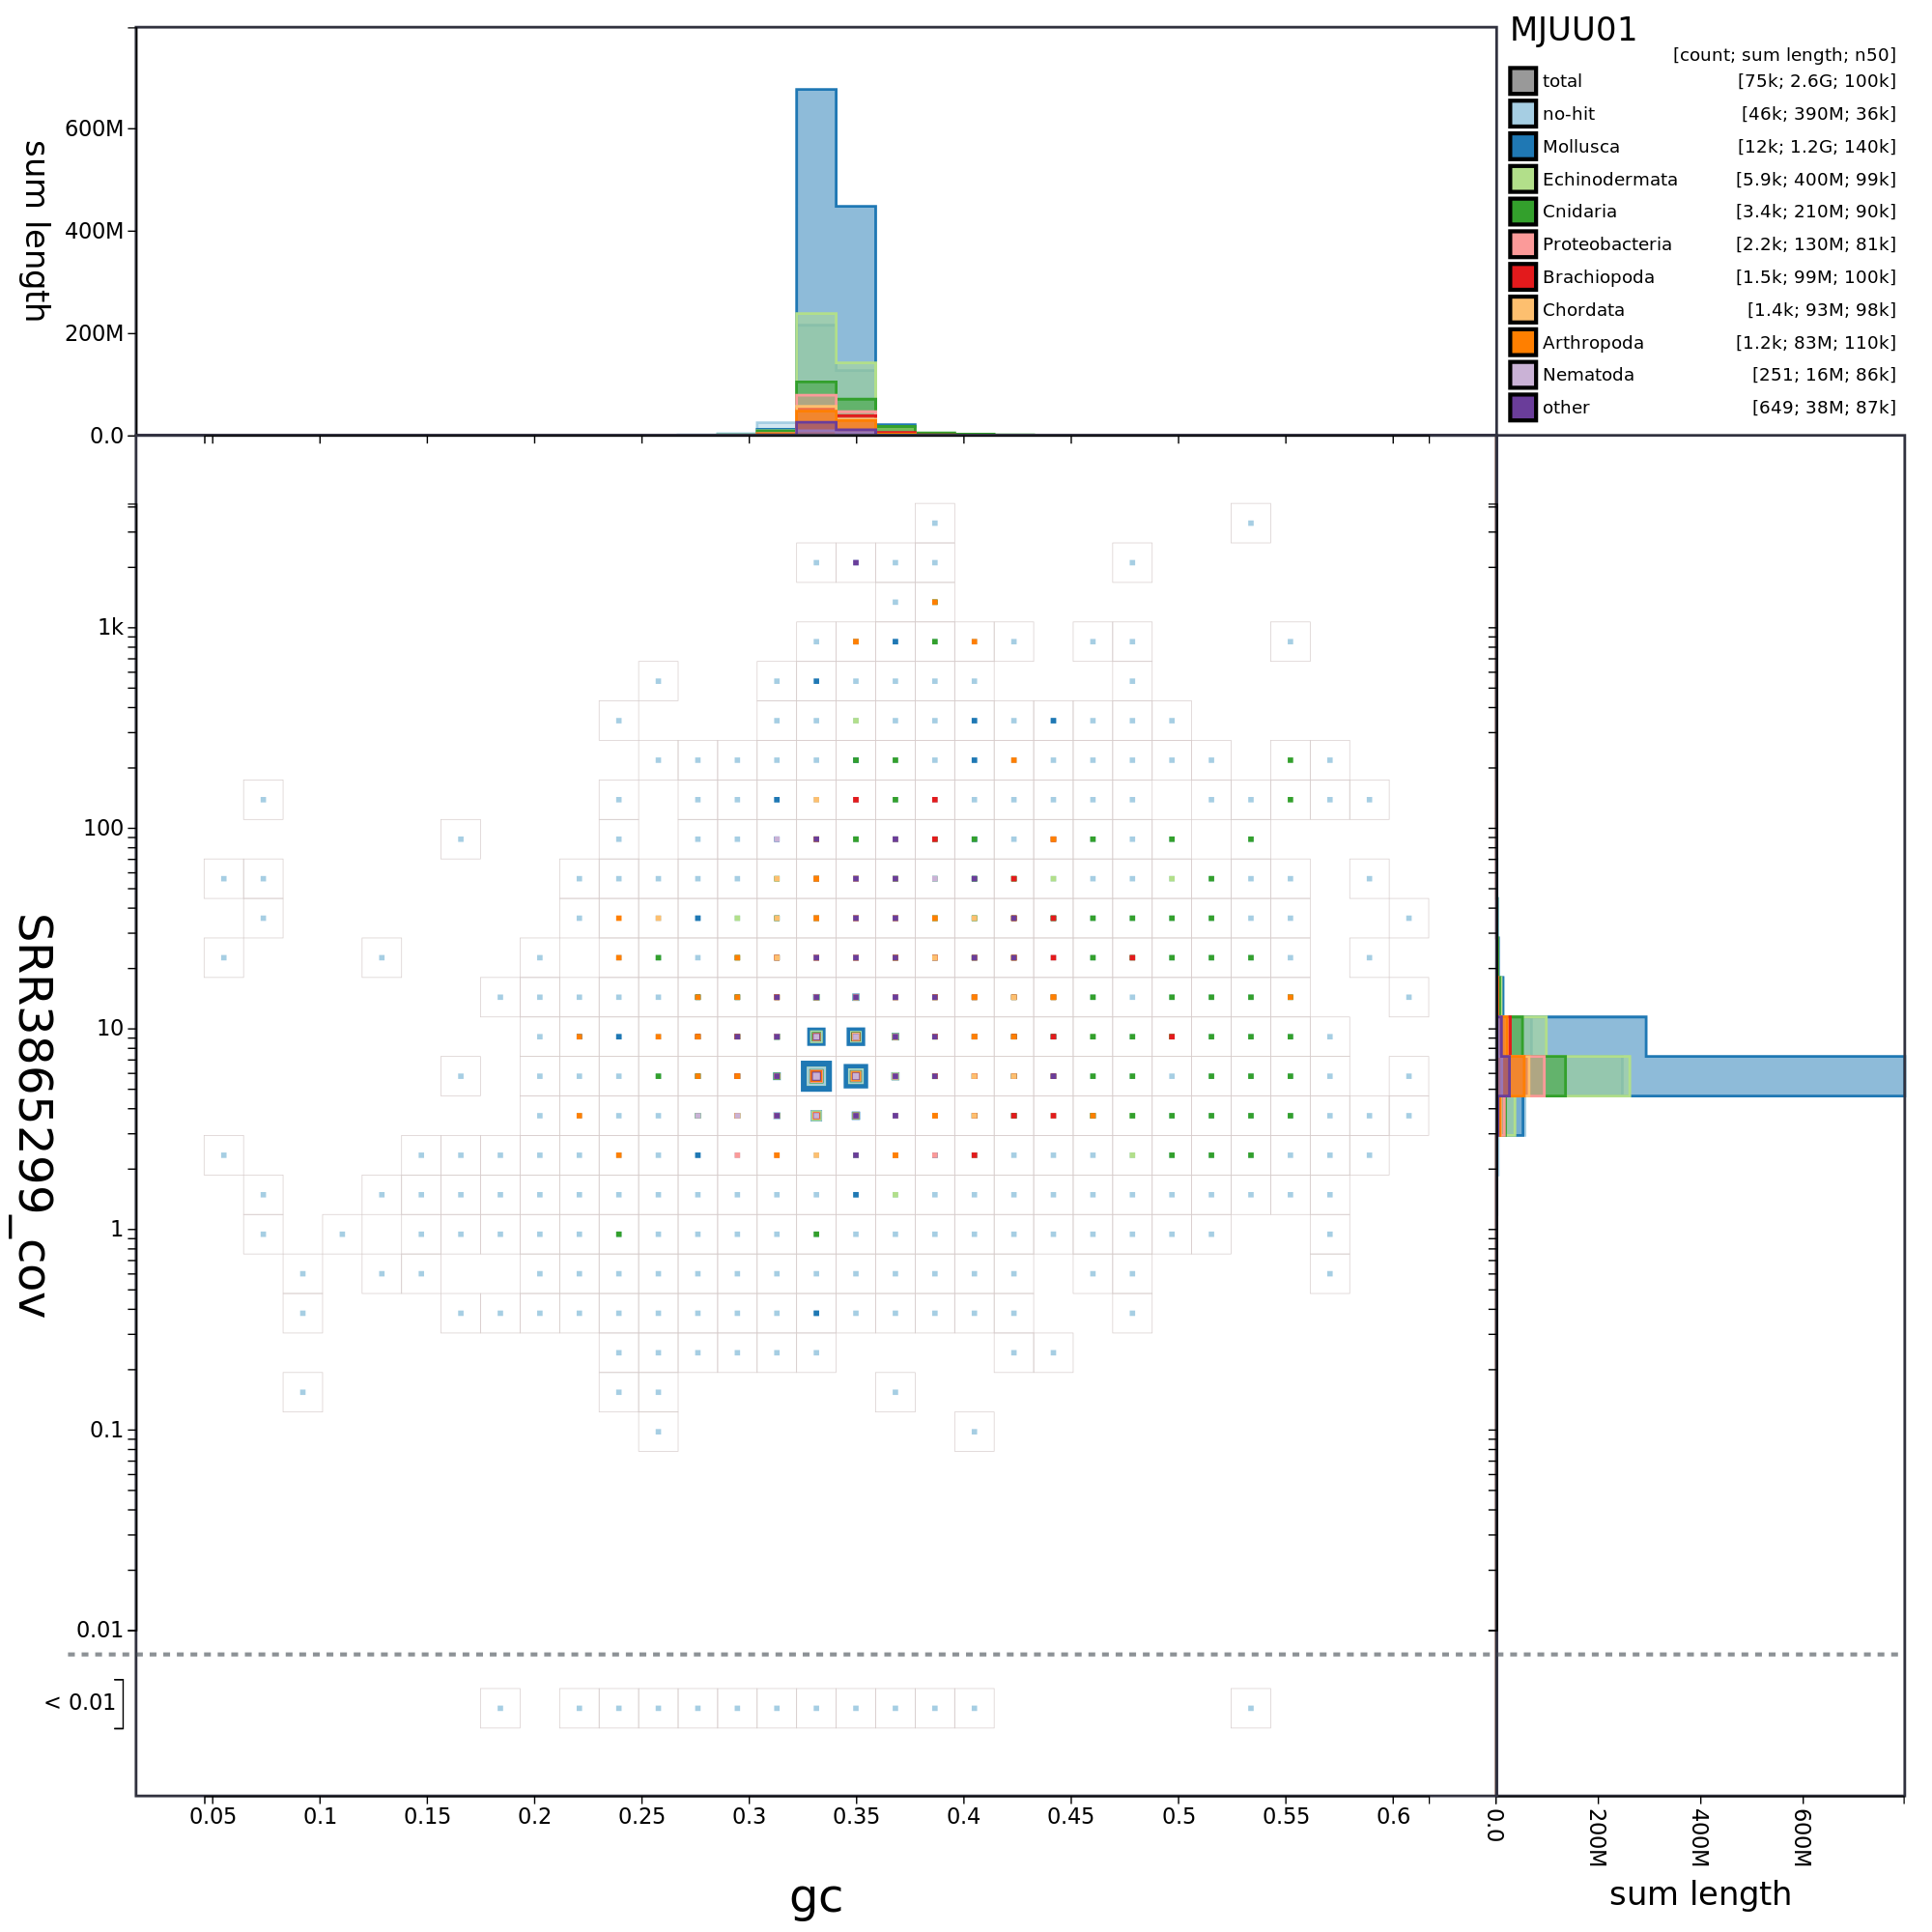 MJUU01
[count; sum length; n50]
total [75k; 2.6G; 100k]
no-hit [46k; 390M; 36k]
Mollusca [12k; 1.2G; 140k]
Echinodermata [5.9k; 400M; 99k]
Cnidaria [3.4k; 210M; 90k]
Proteobacteria [2.2k; 130M; 81k]
Brachiopoda [1.5k; 99M; 100k]
Chordata [1.4k; 93M; 98k]
Arthropoda [1.2k; 83M; 110k]
Nematoda [251; 16M; 86k]
other [649; 38M; 87k]
sum length
600M
400M
200M
0.0
SRR3865299_cov
1k
100
10
1
0.1
0.01
< 0.01
0.05 0.1 0.15 0.2 0.25 0.3 0.35 0.4 0.45 0.5 0.55 0.6
gc
0.0 200M 400M 600M
sum length